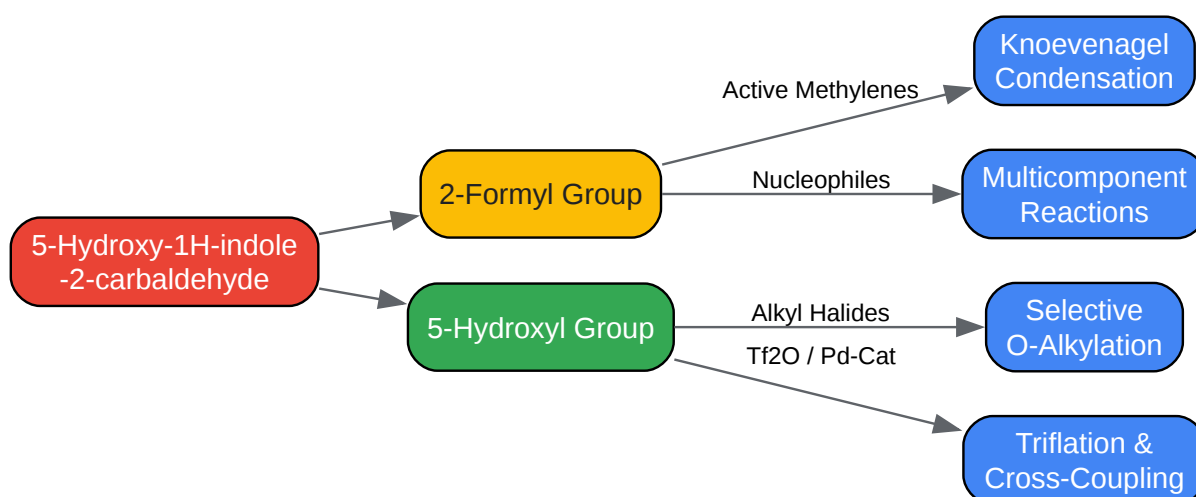 5-Hydroxy-1H-indole
-2-carbaldehyde
2-Formyl Group
5-Hydroxyl Group
Active Methylenes
Nucleophiles
Alkyl Halides
Tf2O / Pd-Cat
Knoevenagel
Condensation
Multicomponent
Reactions
Selective
O-Alkylation
Triflation &
Cross-Coupling